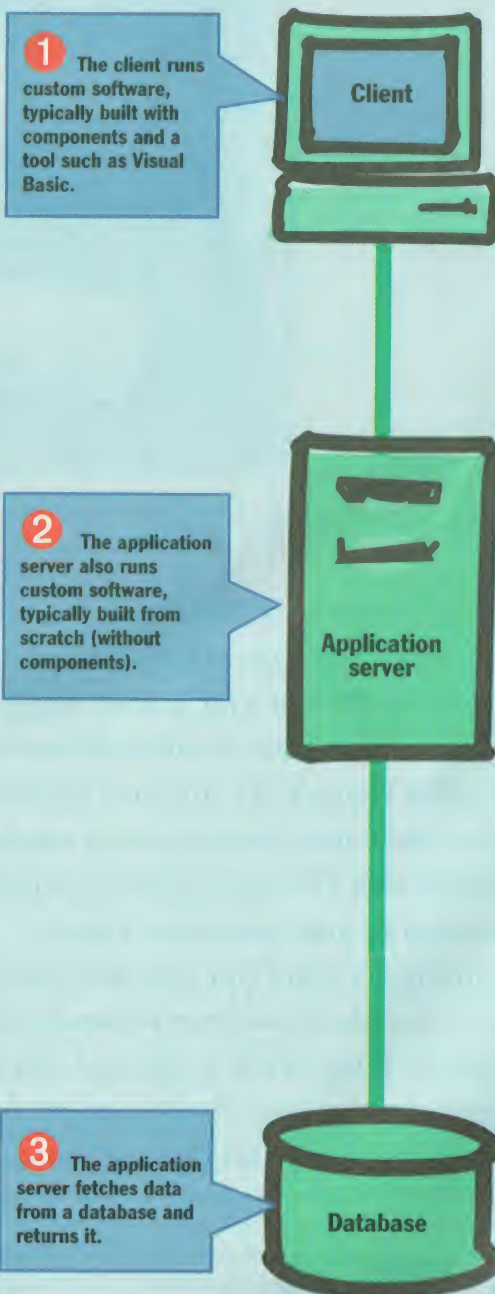 1 The client runs
custom software,
typically built with
components and a
tool such as Visual
Basic.
Client
2 The application
server also runs
custom software,
typically built from
scratch (without
components).
Application
server
3 The application
server fetches data
from a database and
returns it.
Database